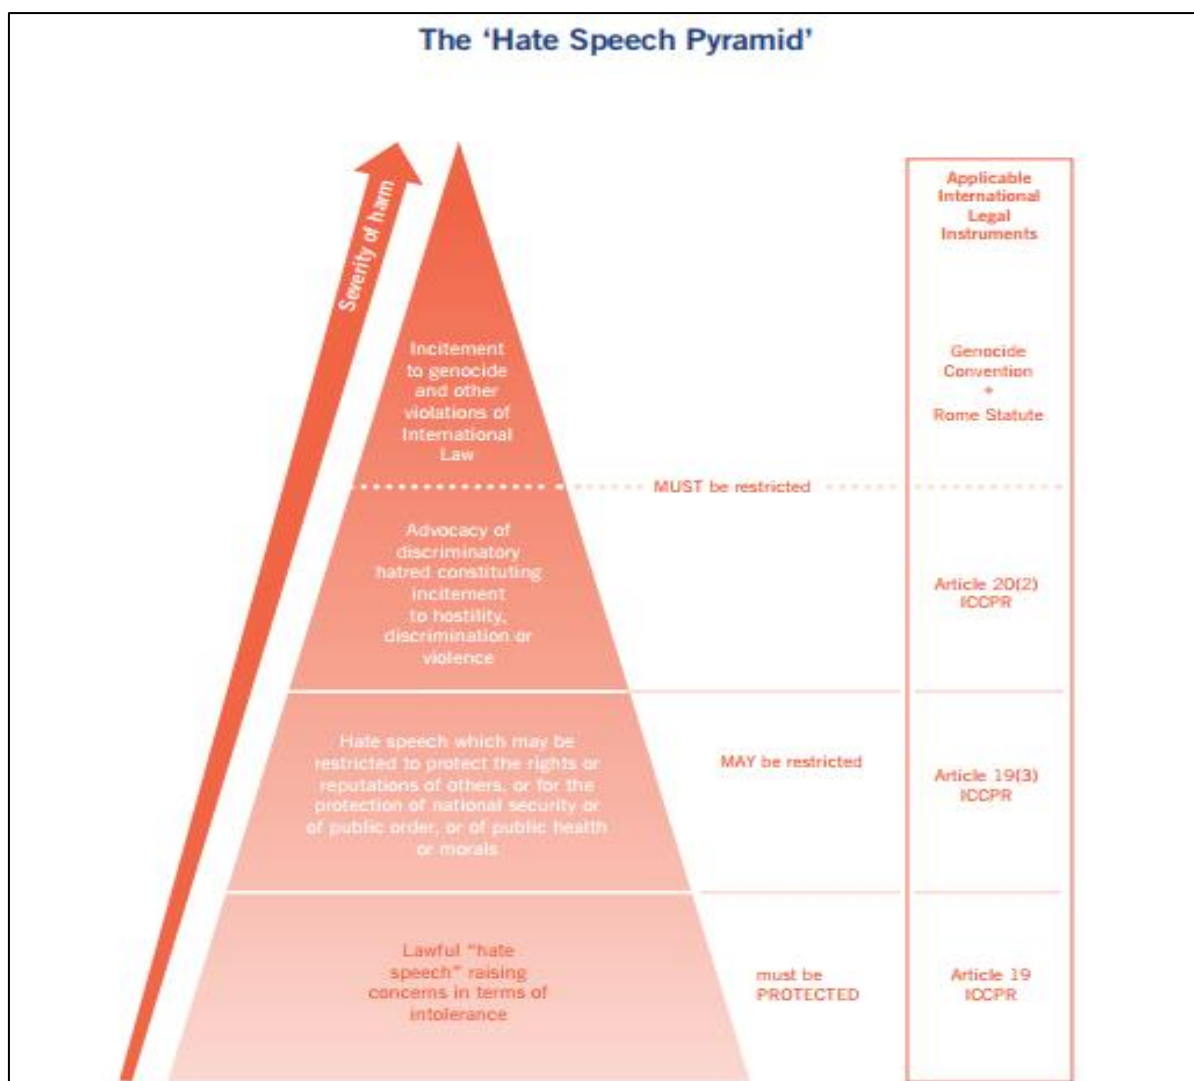 The ‘Hate Speech Pyramid’
Severity of harm
Applicable
International
Legal
Instruments
Incitement
to genocide
and other
violations of
International
Law
Genocide
Convention
+
Rome Statute
MUST be restricted
Advocacy of
discriminatory
hatred constituting
incitement
to hostility,
discrimination or
violence
Article 20(2)
ICCPR
Hate speech which may be
restricted to protect the rights or
reputations of others, or for the
protection of national security or
of public order, or of public health
or morals
MAY be restricted
Article 19(3)
ICCPR
Lawful “hate
speech” raising
concerns in terms of
intolerance
must be
PROTECTED
Article 19
ICCPR